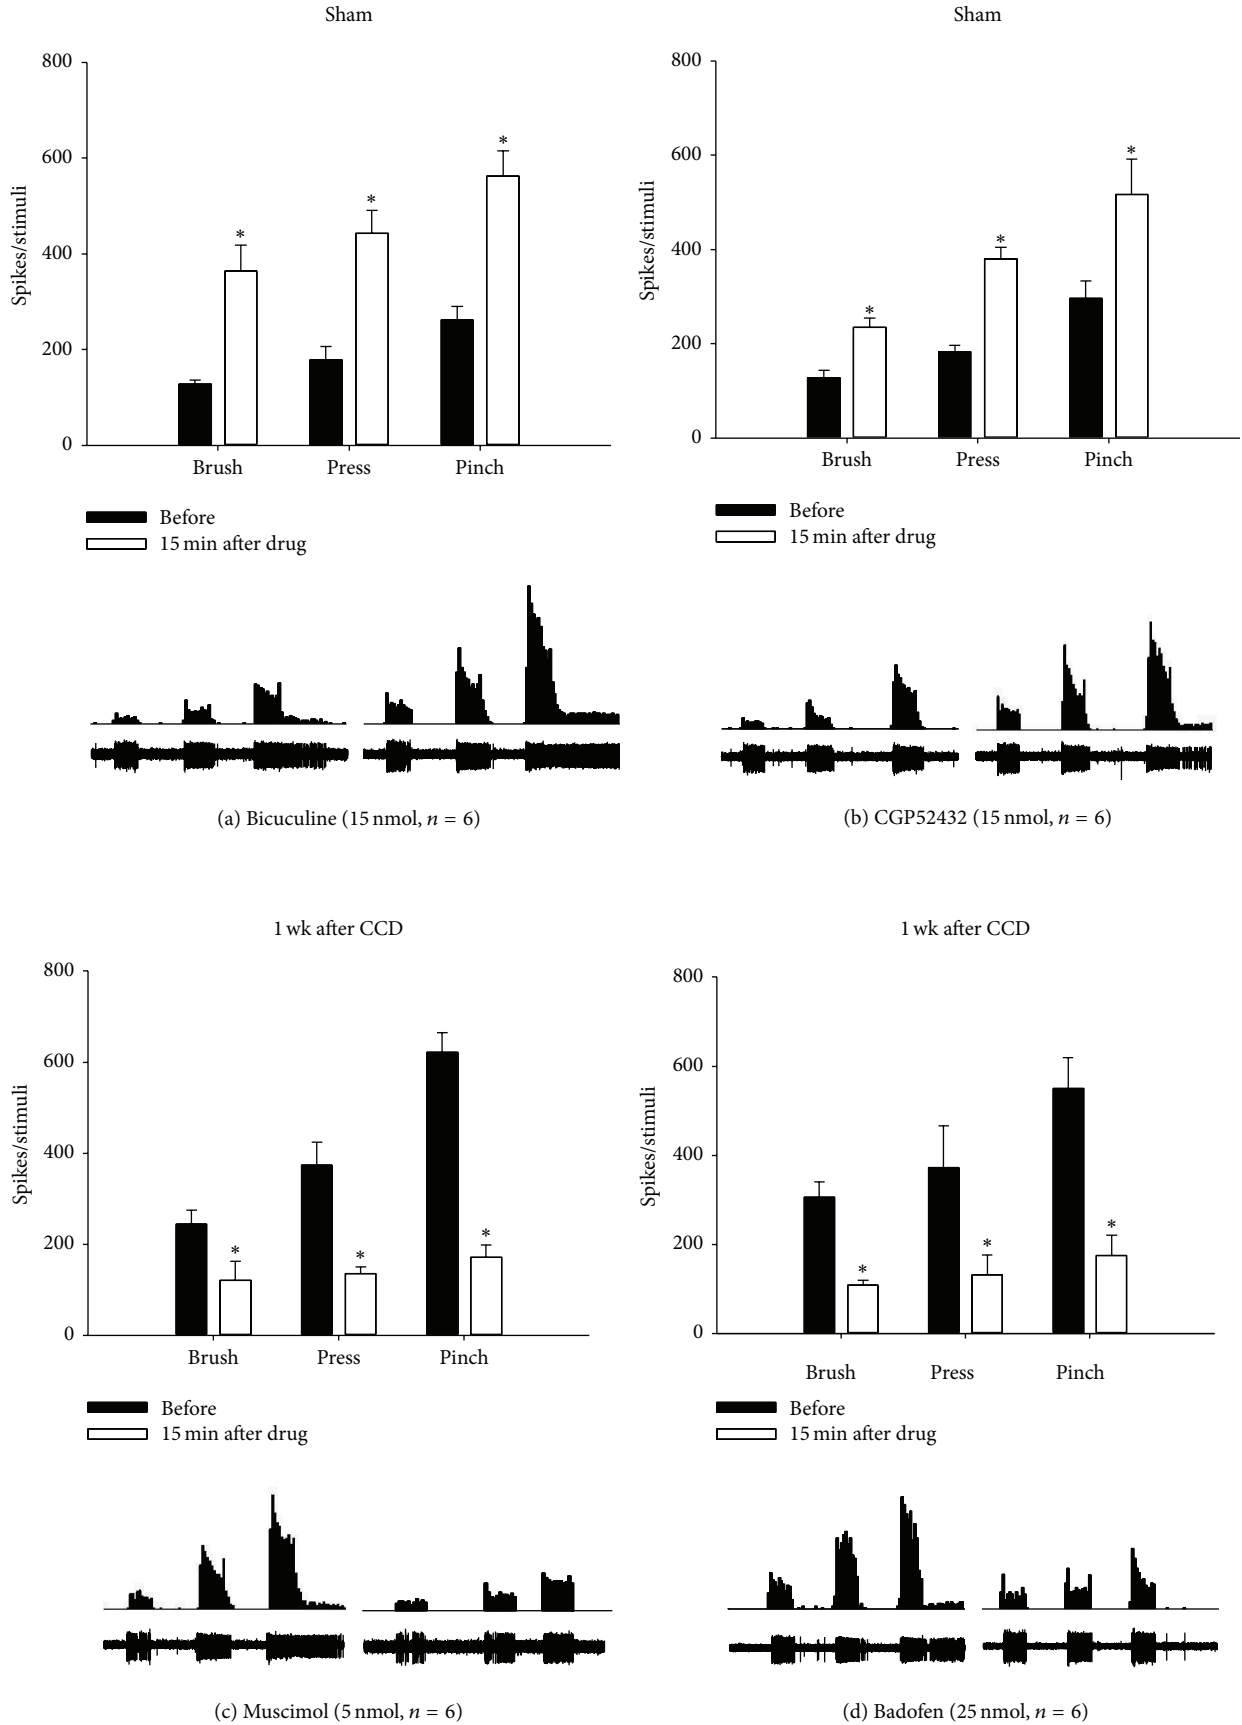 Sham
800
600
400
200
0
Spikes/stimuli
*
*
*
Brush
Press
Pinch
Before
15 min after drug
(a) Bicuculine (15 nmol, n = 6)
Sham
800
600
400
200
0
Spikes/stimuli
*
*
*
Brush
Press
Pinch
Before
15 min after drug
(b) CGP52432 (15 nmol, n = 6)
1 wk after CCD
800
600
400
200
0
Spikes/stimuli
*
*
*
Brush
Press
Pinch
Before
15 min after drug
(c) Muscimol (5 nmol, n = 6)
1 wk after CCD
800
600
400
200
0
Spikes/stimuli
*
*
*
Brush
Press
Pinch
Before
15 min after drug
(d) Badofen (25 nmol, n = 6)